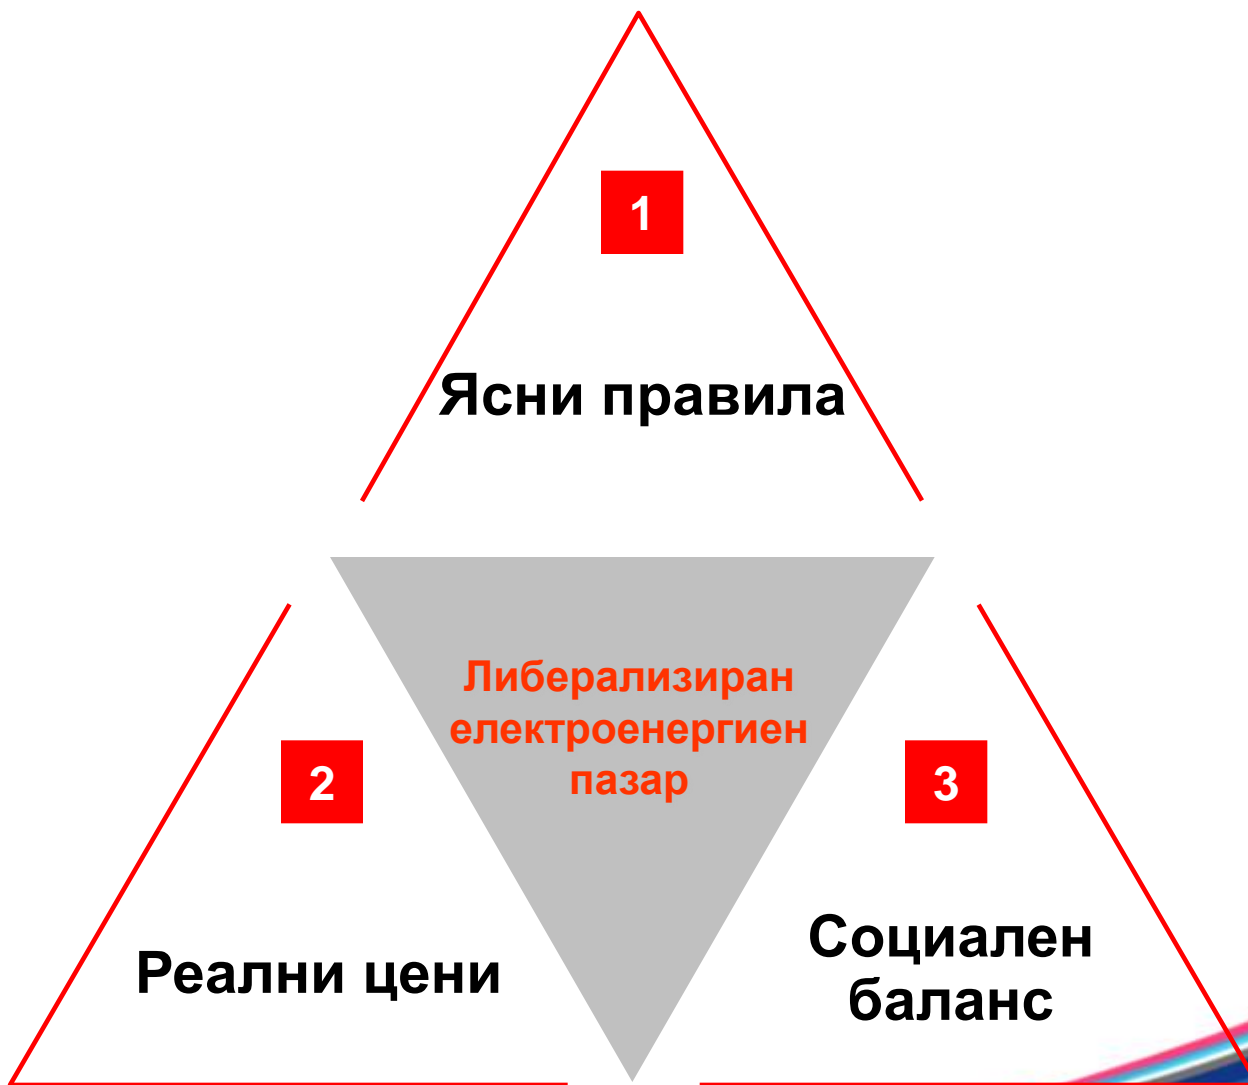 1
Ясни правила
Либерализиран
електроенергиен
пазар
2
Реални цени
3
Социален
баланс